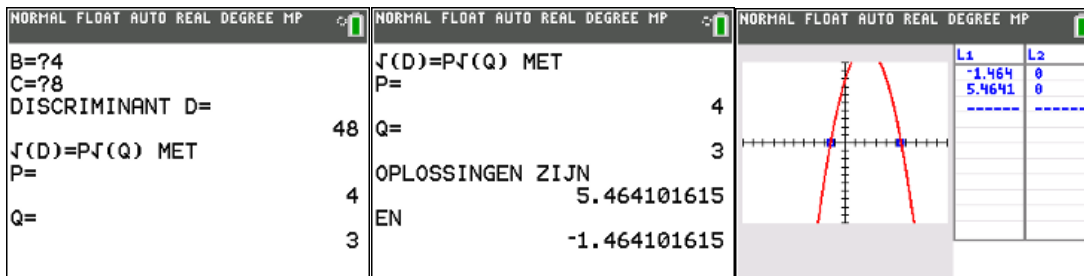 NORMAL FLOAT AUTO REAL DEGREE MP
B=?4
C=?8
DISCRIMINANT D=
48
√(D)=P√(Q) MET
P=
4
Q=
3
NORMAL FLOAT AUTO REAL DEGREE MP
√(D)=P√(Q) MET
P=
4
Q=
3
OPLOSSINGEN ZIJN
5.464101615
EN
-1.464101615
NORMAL FLOAT AUTO REAL DEGREE MP
L1 L2
-1.464 0
5.4641 0
------ ------